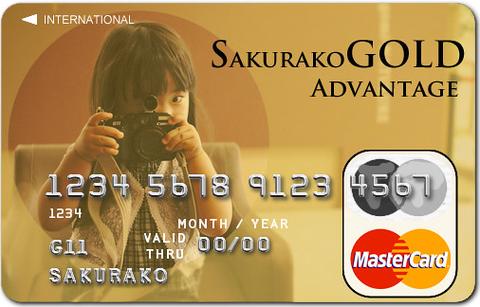 INTERNATIONAL
SAKURAKOGOLD
ADVANTAGE
1234 5678 9123 4567
1234
MONTH / YEAR
G11 VALID THRU 00/00
SAKURAKO
MasterCard